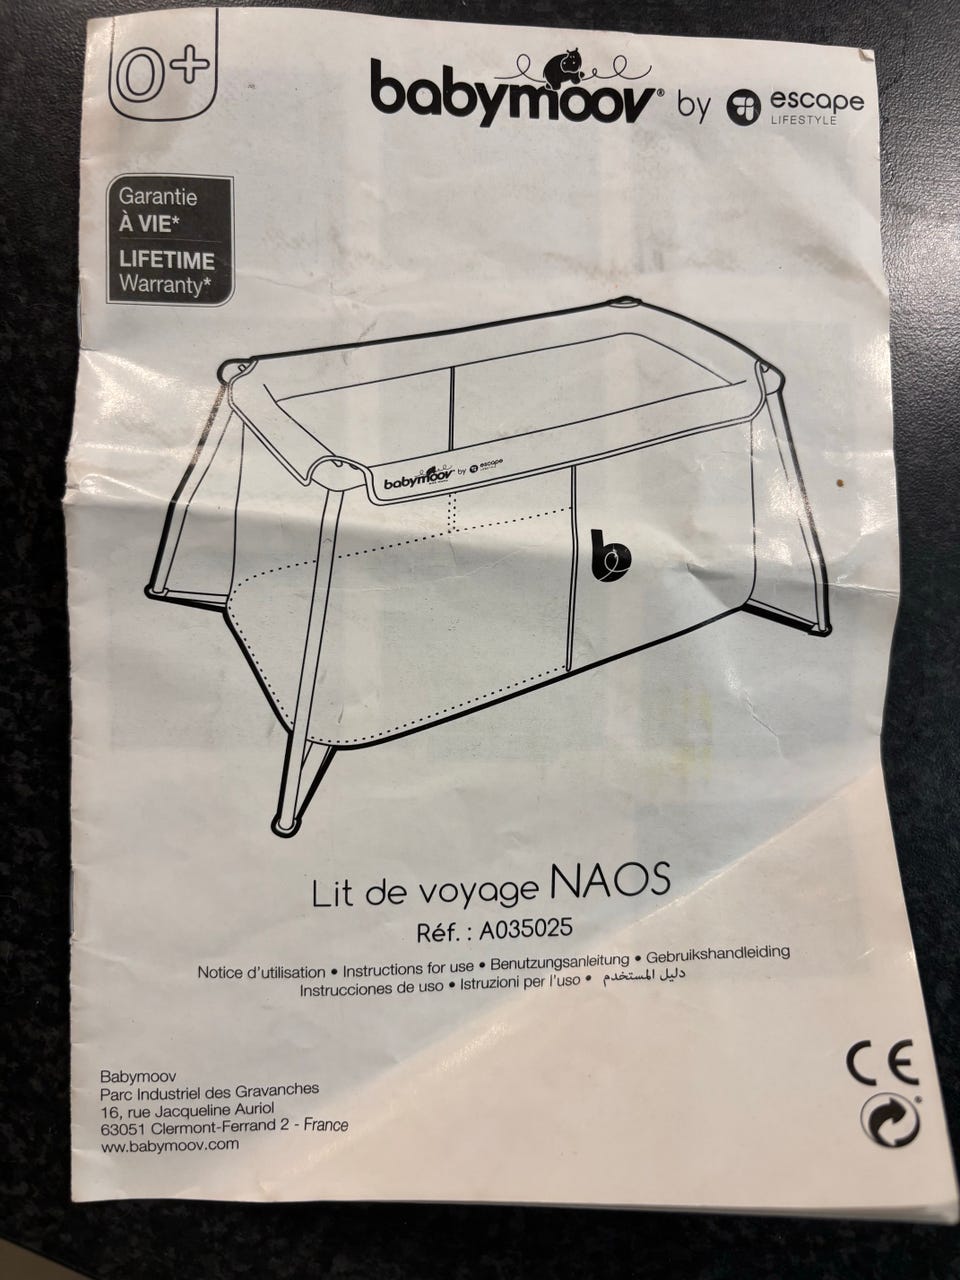 0+
babymoov® by escape
LIFESTYLE
Garantie
À VIE*
LIFETIME
Warranty*
babymoov by escape
b
Lit de voyage NAOS
Réf. : A035025
Notice d'utilisation • Instructions for use • Benutzungsanleitung • Gebruikshandleiding
Instrucciones de uso • Istruzioni per l'uso • دليل المستخدم
Babymoov
Parc Industriel des Gravanches
16, rue Jacqueline Auriol
63051 Clermont-Ferrand 2 - France
ww.babymoov.com
CE
®